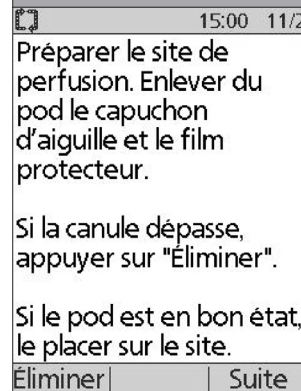 15:00 11/2
Préparer le site de
perfusion. Enlever du
pod le capuchon
d'aiguille et le film
protecteur.
Si la canule dépasse,
appuyer sur "Éliminer".
Si le pod est en bon état,
le placer sur le site.
Éliminer Suite